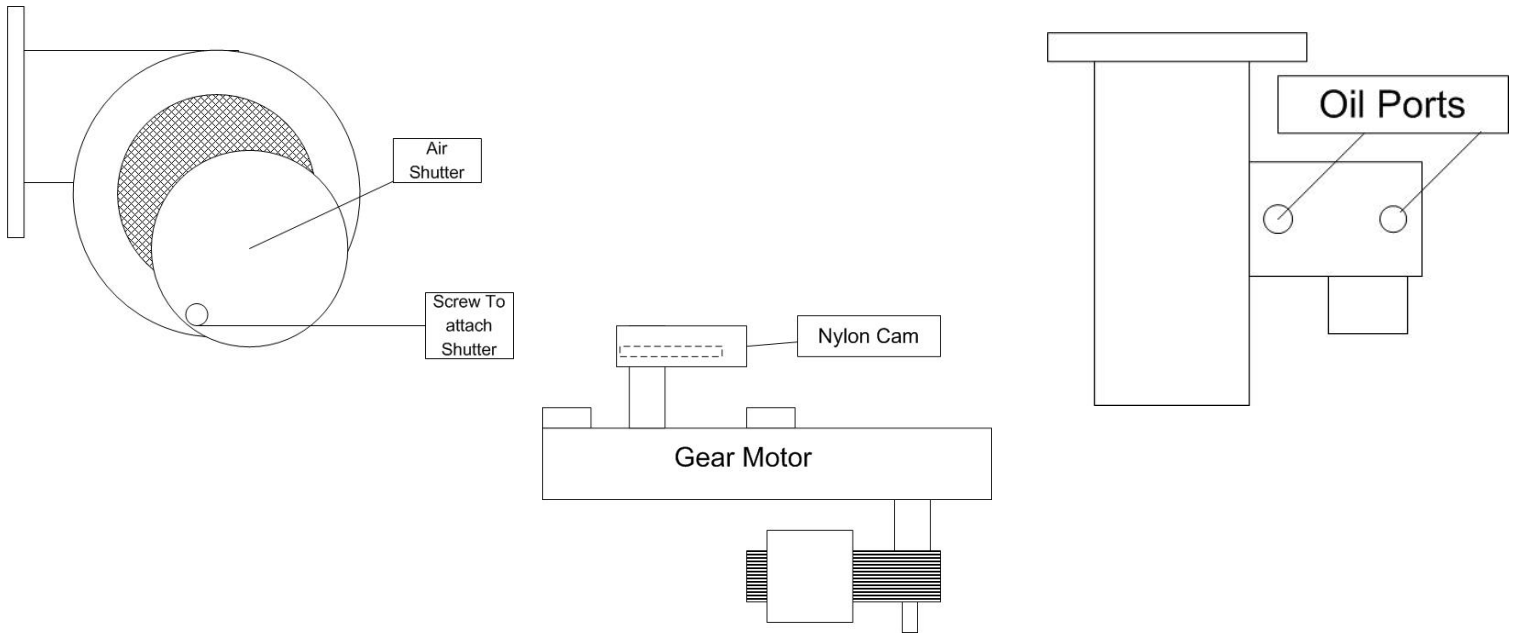 Air
Shutter
Screw To
attach
Shutter
Nylon Cam
Gear Motor
Oil Ports